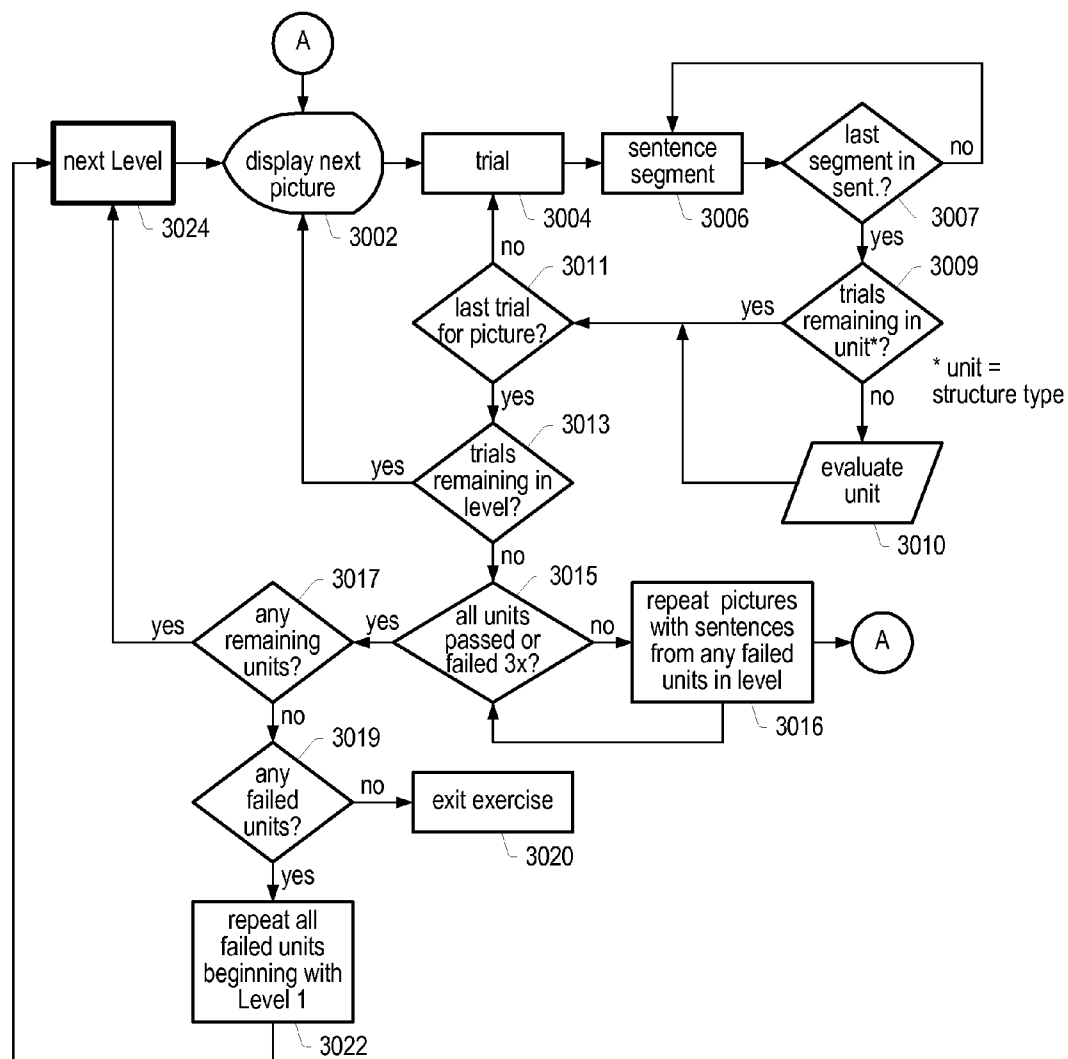 A
next Level
3024
display next
picture
3002
trial
3004
sentence
segment
3006
last
segment in
sent.?
no
3007
yes
3009
trials
remaining in
unit*?
yes
no
* unit =
structure type
evaluate
unit
3010
no
3011
last trial
for picture?
yes
3013
trials
remaining in
level?
yes
no
3015
all units
passed or
failed 3x?
yes
no
repeat pictures
with sentences
from any failed
units in level
3016
A
3017
any
remaining
units?
yes
no
3019
any
failed
units?
no
exit exercise
3020
yes
repeat all
failed units
beginning with
Level 1
3022